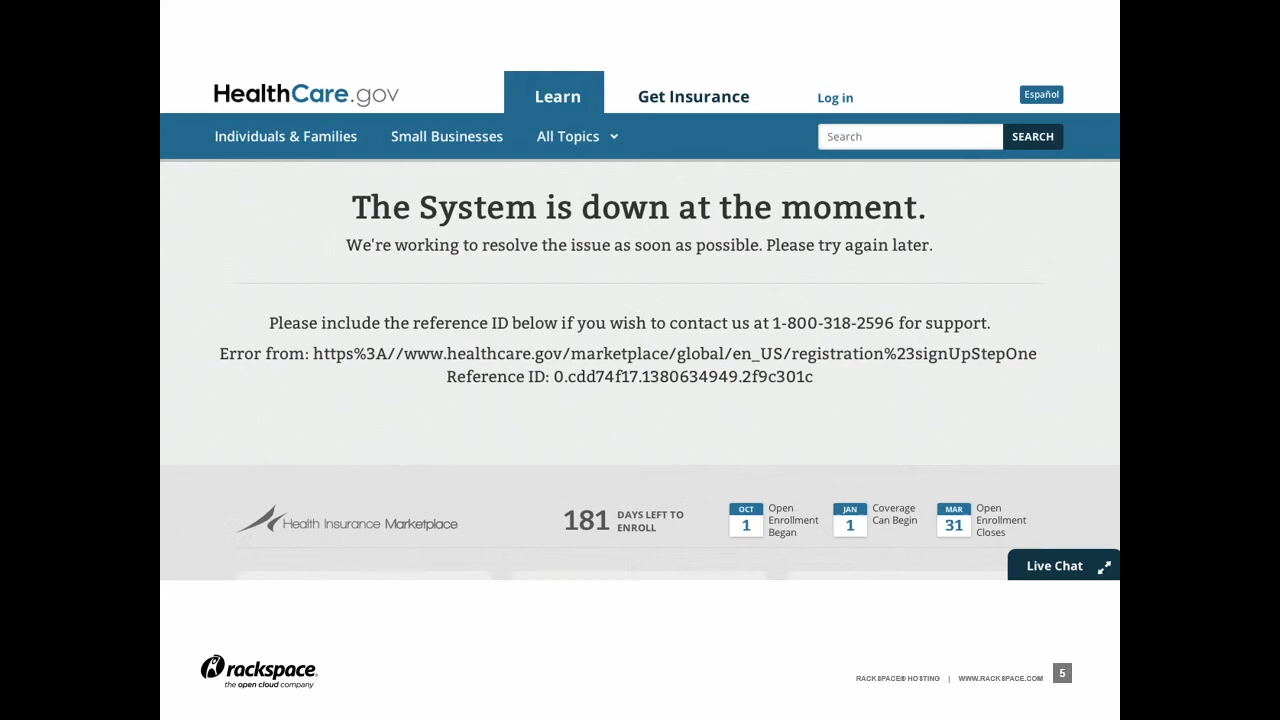 HealthCare.gov
Learn
Get Insurance
Log in
Español
Individuals & Families
Small Businesses
All Topics
Search
SEARCH
The System is down at the moment.
We're working to resolve the issue as soon as possible. Please try again later.
Please include the reference ID below if you wish to contact us at 1-800-318-2596 for support.
Error from: https%3A//www.healthcare.gov/marketplace/global/en_US/registration%23signUpStepOne
Reference ID: 0.cdd74f17.1380634949.2f9c301c
Health Insurance Marketplace
181
DAYS LEFT TO
ENROLL
OCT
1
Open
Enrollment
Began
JAN
1
Coverage
Can Begin
MAR
31
Open
Enrollment
Closes
Live Chat
rackspace
the open cloud company
RACKSPACE® HOSTING | WWW.RACKSPACE.COM
5